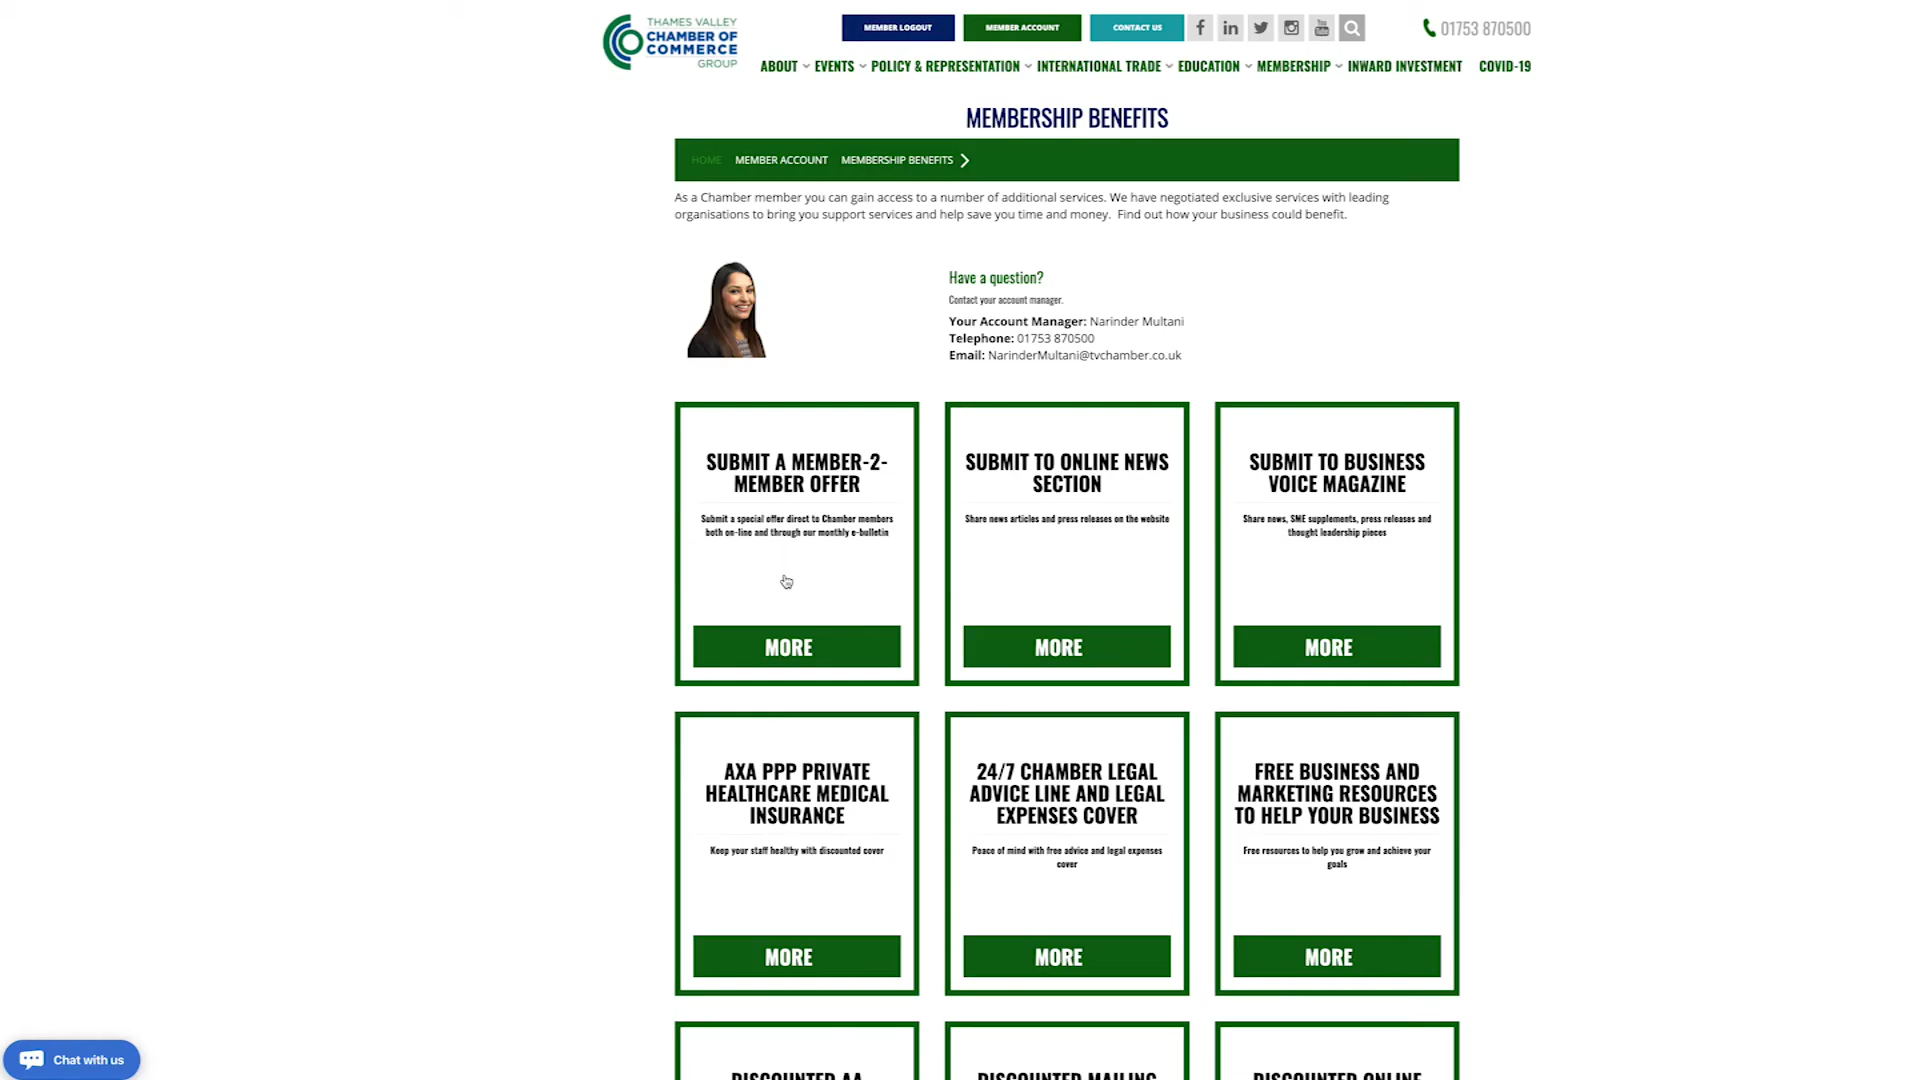 THAMES VALLEY
CHAMBER OF
COMMERCE
GROUP
MEMBER LOGOUT
MEMBER ACCOUNT
CONTACT US
You
Tube
01753 870500
ABOUT
EVENTS
POLICY & REPRESENTATION
INTERNATIONAL TRADE
EDUCATION
MEMBERSHIP
INWARD INVESTMENT
COVID-19
MEMBERSHIP BENEFITS
HOME
MEMBER ACCOUNT
MEMBERSHIP BENEFITS
As a Chamber member you can gain access to a number of additional services. We have negotiated exclusive services with leading
organisations to bring you support services and help save you time and money. Find out how your business could benefit.
Have a question?
Contact your account manager.
Your Account Manager: Narinder Multani
Telephone: 01753 870500
Email: NarinderMultani@tvchamber.co.uk
SUBMIT A MEMBER-2-
MEMBER OFFER
Submit a special offer direct to Chamber members
both on-line and through our monthly e-bulletin
MORE
SUBMIT TO ONLINE NEWS
SECTION
Share news articles and press releases on the website
MORE
SUBMIT TO BUSINESS
VOICE MAGAZINE
Share news, SME supplements, press releases and
thought leadership pieces
MORE
AXA PPP PRIVATE
HEALTHCARE MEDICAL
INSURANCE
Keep your staff healthy with discounted cover
MORE
24/7 CHAMBER LEGAL
ADVICE LINE AND LEGAL
EXPENSES COVER
Peace of mind with free advice and legal expenses
cover
MORE
FREE BUSINESS AND
MARKETING RESOURCES
TO HELP YOUR BUSINESS
Free resources to help you grow and achieve your
goals
MORE
DISCOUNTED AA
DISCOUNTED MAILING
DISCOUNTED ONLINE
Chat with us